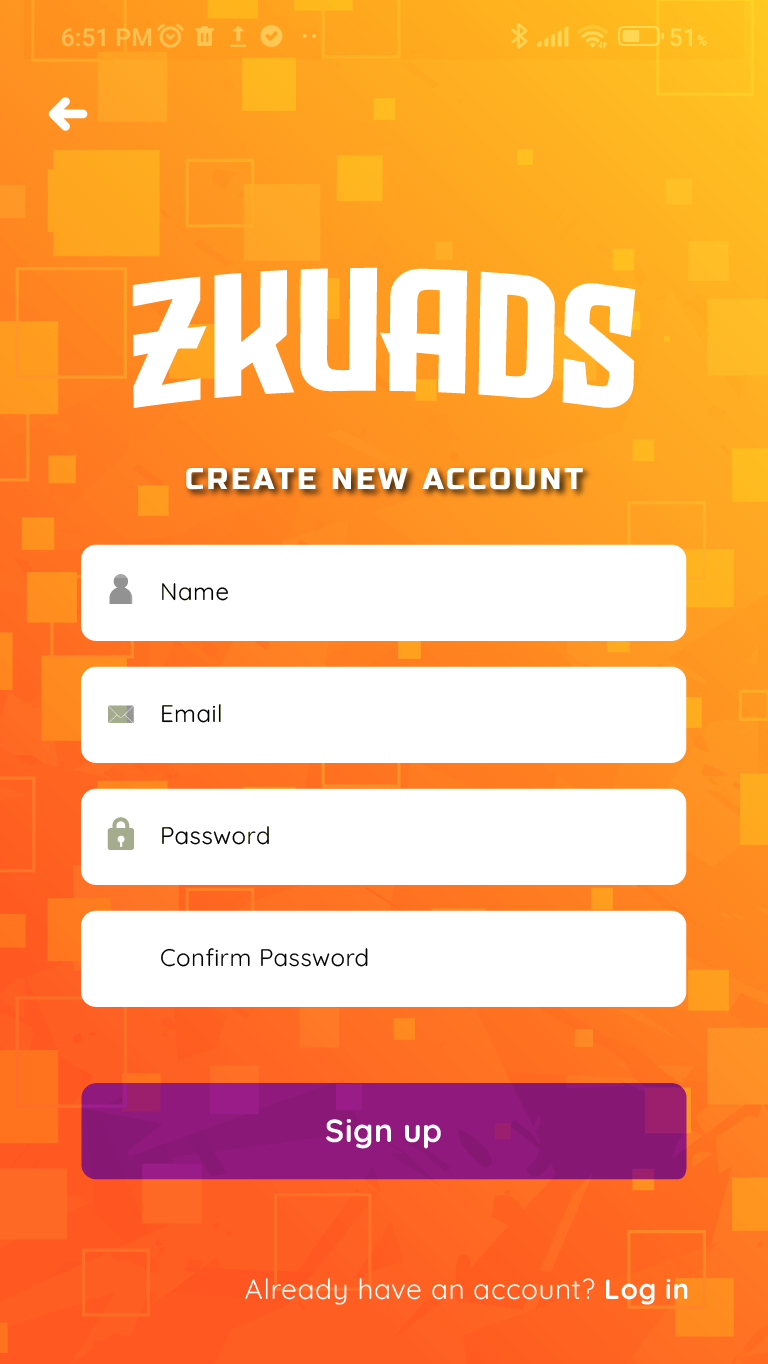 6:51 PM 51%
ZKUADS
CREATE NEW ACCOUNT
Name
Email
Password
Confirm Password
Sign up
Already have an account? Log in